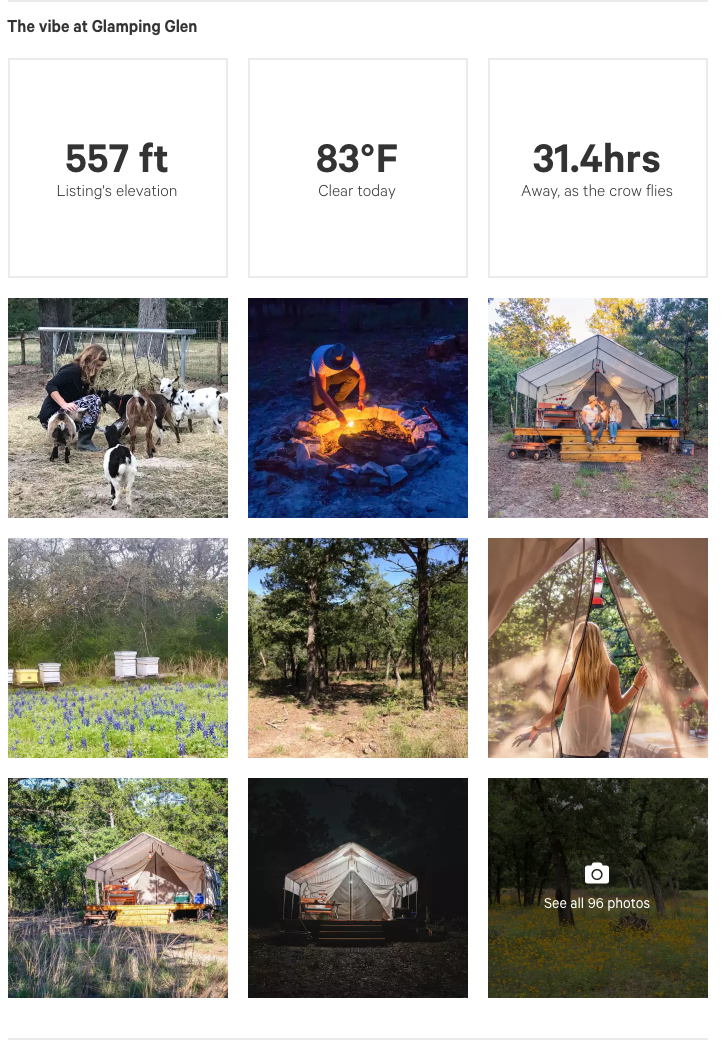 The vibe at Glamping Glen
557 ft
Listing's elevation
83°F
Clear today
31.4hrs
Away, as the crow flies
See all 96 photos